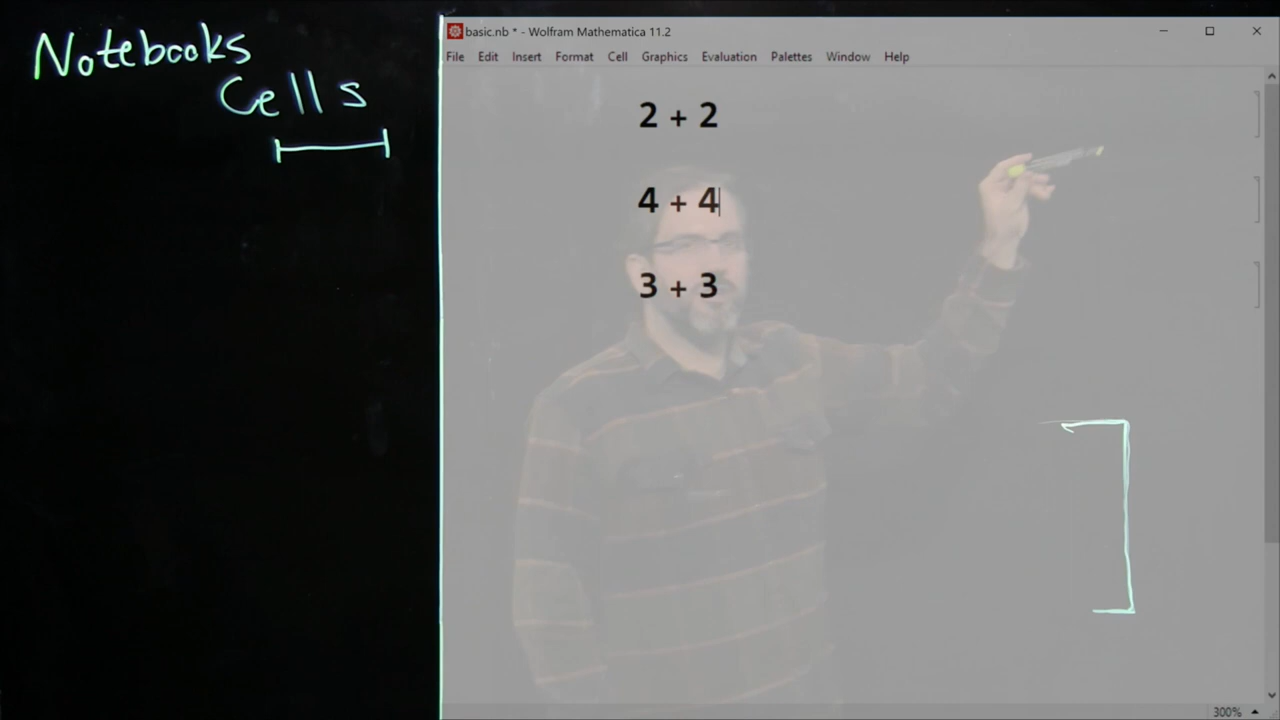 Notebooks
Cells
basic.nb * - Wolfram Mathematica 11.2
File Edit Insert Format Cell Graphics Evaluation Palettes Window Help
2 + 2
4 + 4
3 + 3
300%